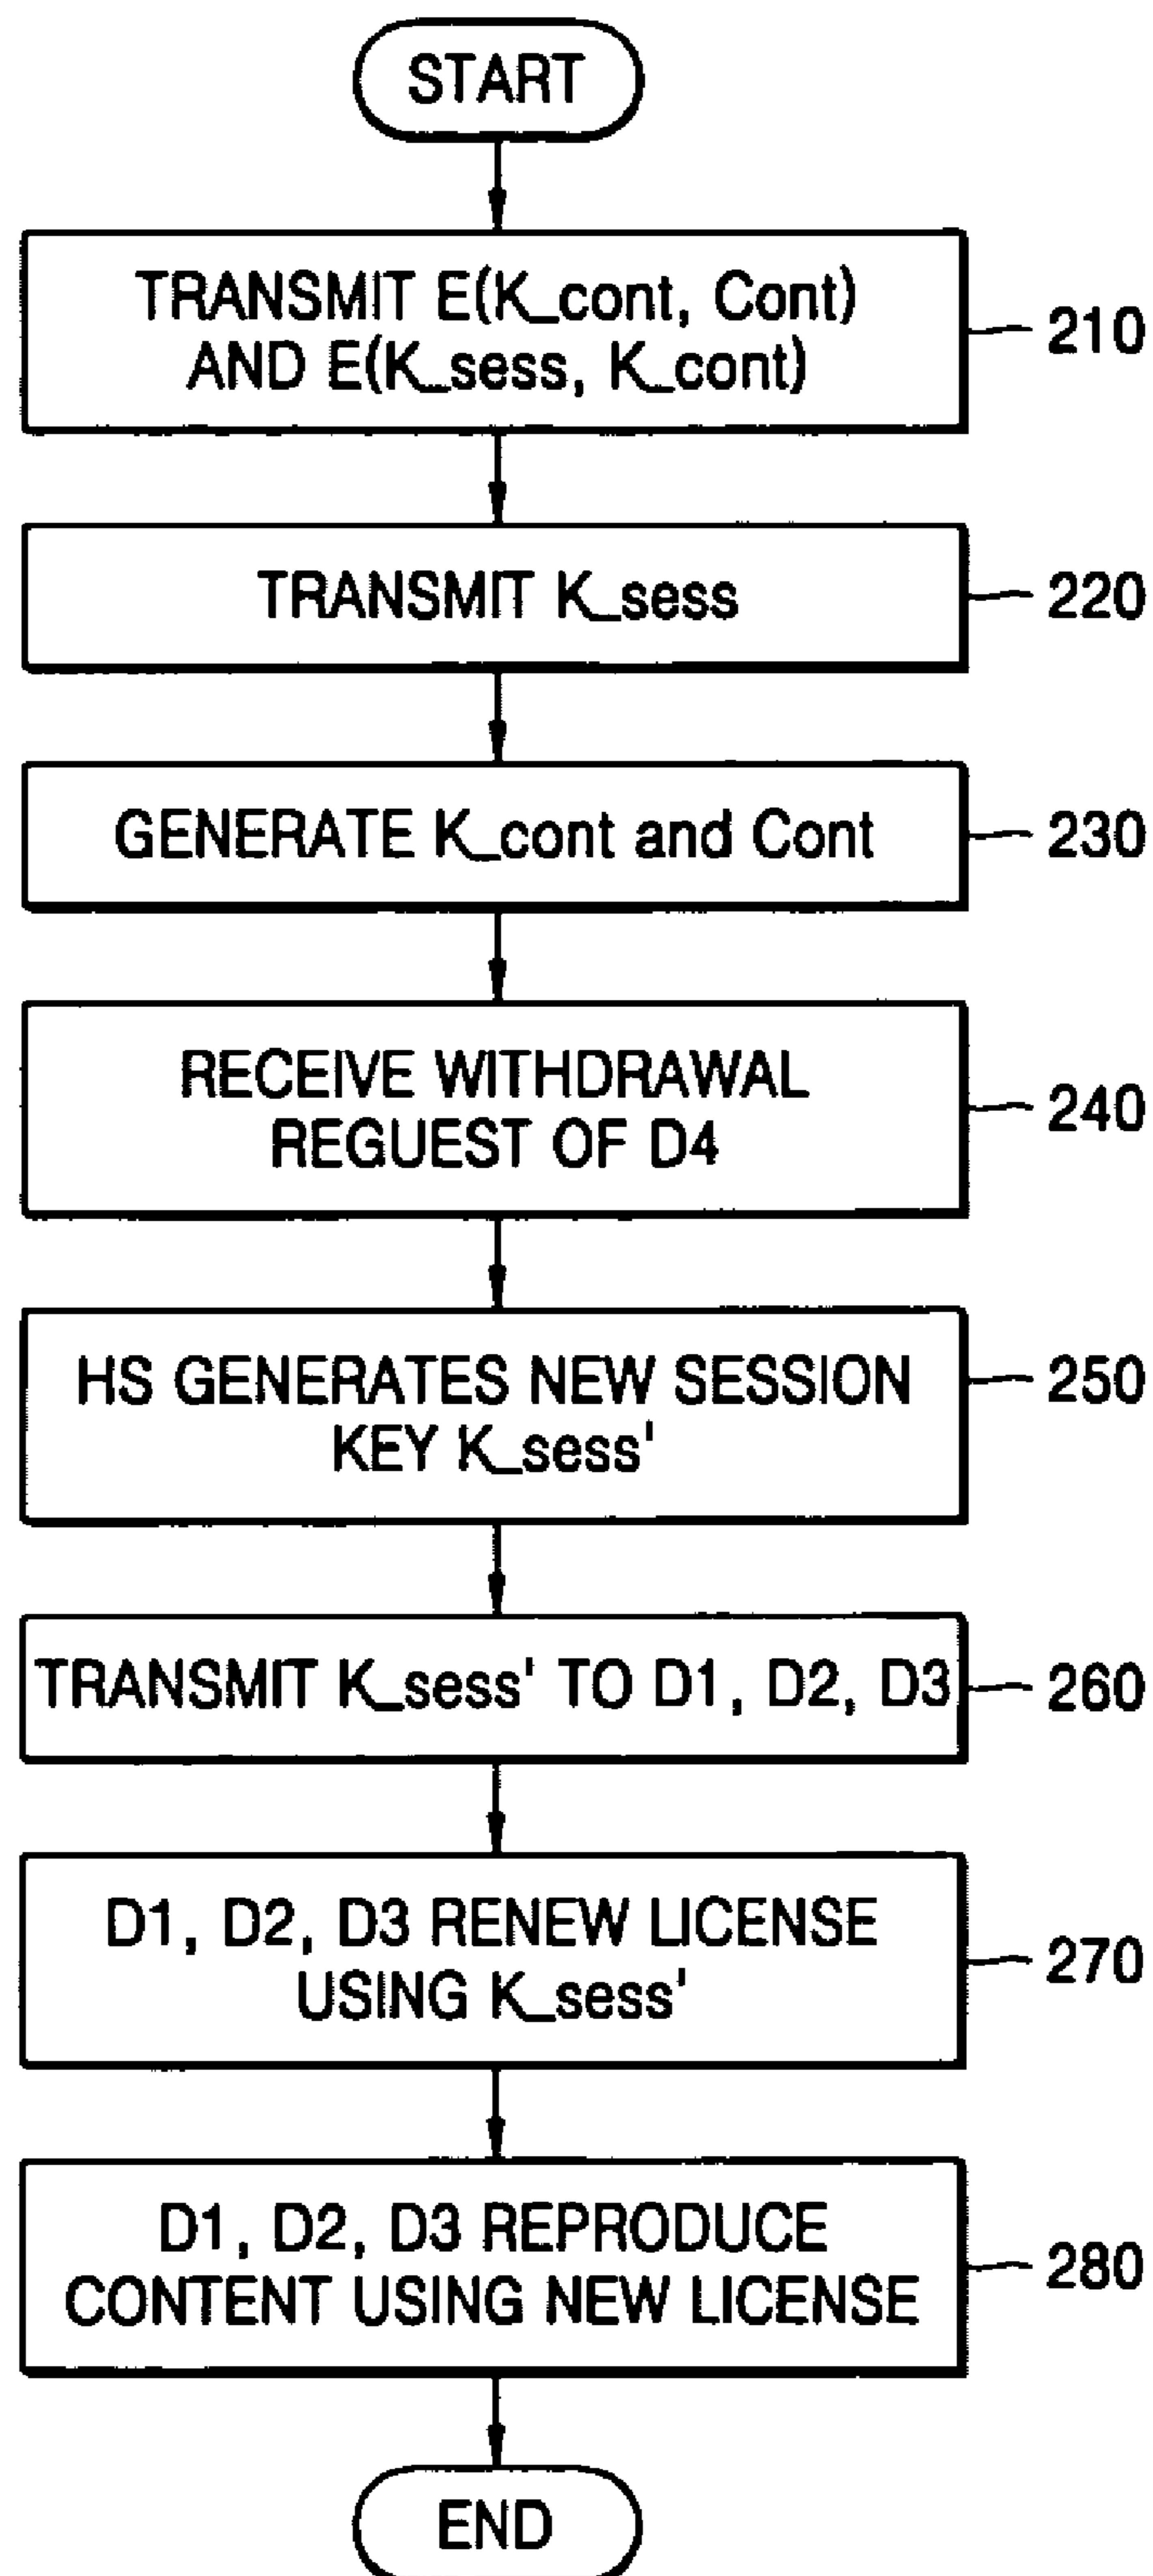 START
TRANSMIT E(K_cont, Cont)
AND E(K_sess, K_cont)
210
TRANSMIT K_sess
220
GENERATE K_cont and Cont
230
RECEIVE WITHDRAWAL
REGUEST OF D4
240
HS GENERATES NEW SESSION
KEY K_sess'
250
TRANSMIT K_sess' TO D1, D2, D3
260
D1, D2, D3 RENEW LICENSE
USING K_sess'
270
D1, D2, D3 REPRODUCE
CONTENT USING NEW LICENSE
280
END